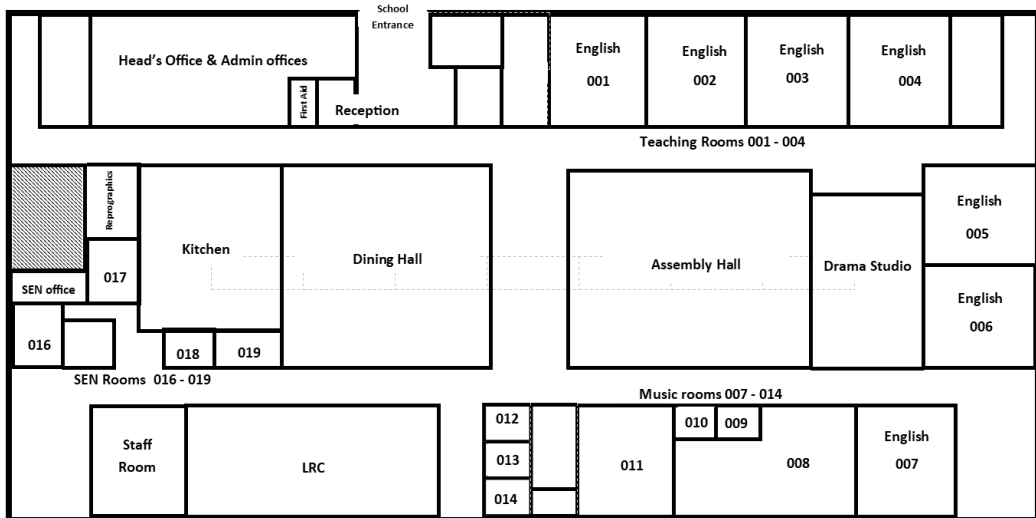 School
Entrance
Head's Office & Admin offices
First Aid
Reception
English
001
English
002
English
003
English
004
Teaching Rooms 001 - 004
Reprographics
Kitchen
Dining Hall
Assembly Hall
Drama Studio
English
005
SEN office
017
English
006
016
018
019
SEN Rooms 016 - 019
Music rooms 007 - 014
Staff
Room
LRC
012
013
014
011
010
009
008
English
007